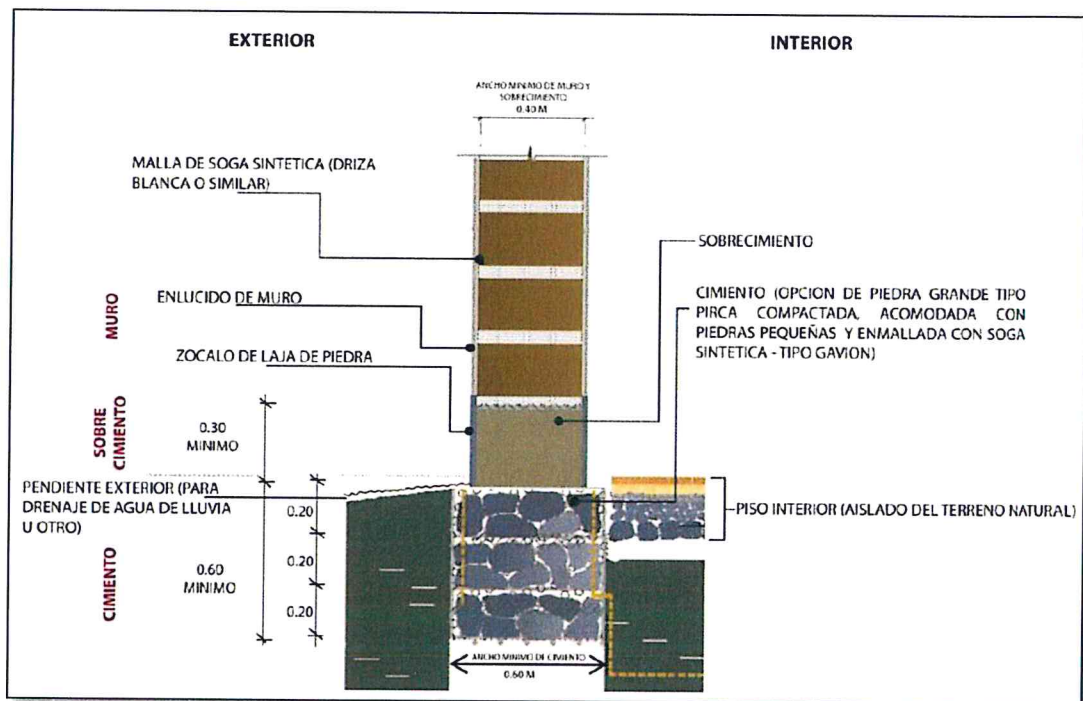 EXTERIOR
INTERIOR
ANCHO MINIMO DE MURO Y
SOBRECIMIENTO
0.40 M
MALLA DE SOGA SINTETICA (DRIZA
BLANCA O SIMILAR)
SOBRECIMIENTO
CIMIENTO (OPCION DE PIEDRA GRANDE TIPO
PIRCA COMPACTADA, ACOMODADA CON
PIEDRAS PEQUEÑAS Y ENMALLADA CON SOGA
SINTETICA - TIPO GAVION)
MURO
ENLUCIDO DE MURO
ZOCALO DE LAJA DE PIEDRA
SOBRE
CIMIENTO
0.30
MINIMO
PENDIENTE EXTERIOR (PARA
DRENAJE DE AGUA DE LLUVIA
U OTRO)
PISO INTERIOR (AISLADO DEL TERRENO NATURAL)
CIMIENTO
0.60
MINIMO
0.20
0.20
0.20
ANCHO MINIMO DE CIMIENTO
0.60 M